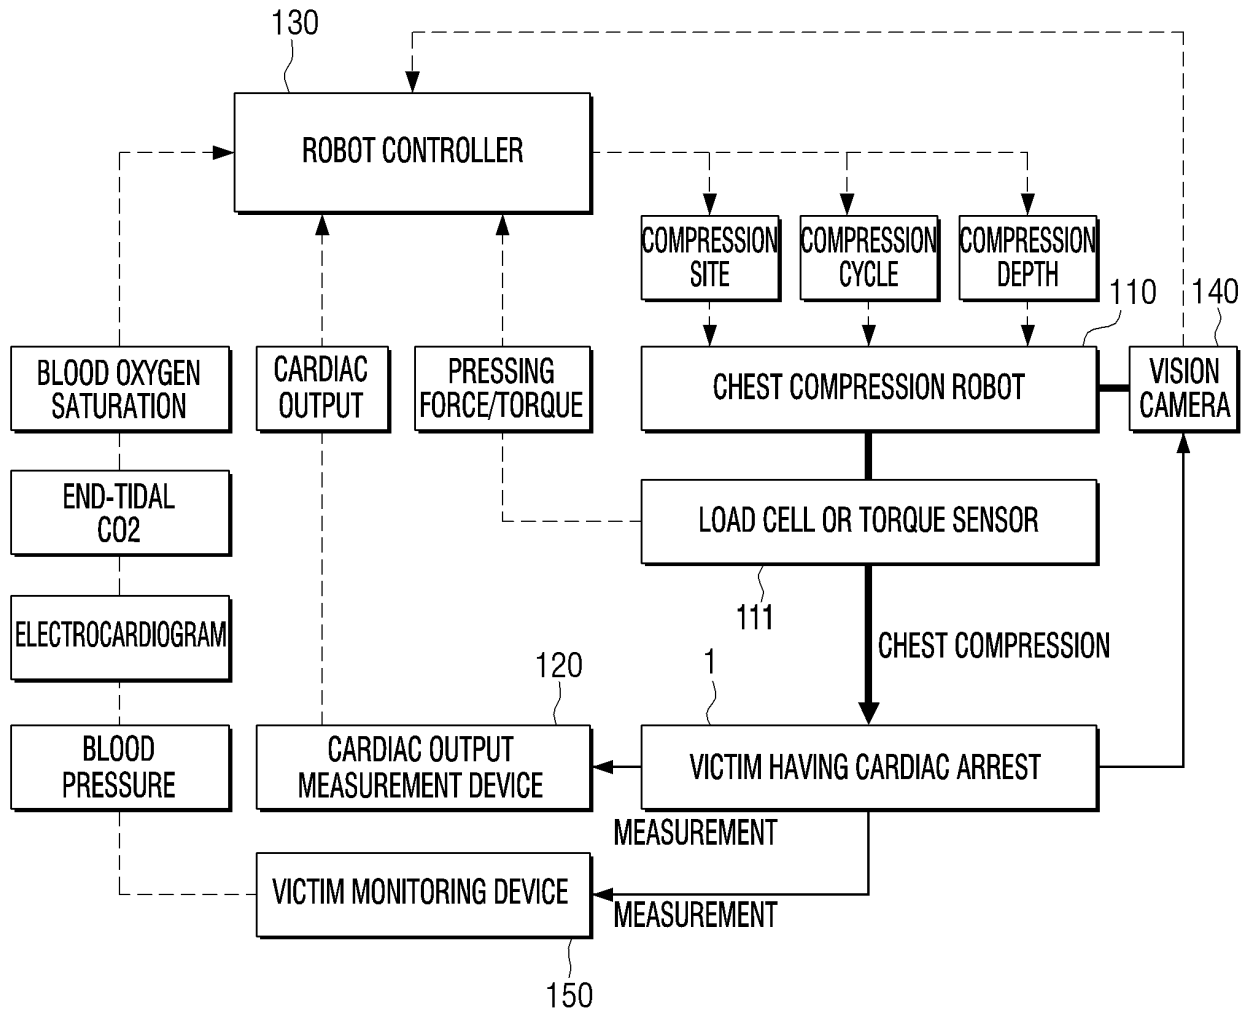 130
ROBOT CONTROLLER
COMPRESSION
SITE
COMPRESSION
CYCLE
COMPRESSION
DEPTH
110
140
BLOOD OXYGEN
SATURATION
CARDIAC
OUTPUT
PRESSING
FORCE/TORQUE
CHEST COMPRESSION ROBOT
VISION
CAMERA
END-TIDAL
CO2
LOAD CELL OR TORQUE SENSOR
111
ELECTROCARDIOGRAM
CHEST COMPRESSION
120
1
BLOOD
PRESSURE
CARDIAC OUTPUT
MEASUREMENT DEVICE
VICTIM HAVING CARDIAC ARREST
MEASUREMENT
VICTIM MONITORING DEVICE
MEASUREMENT
150